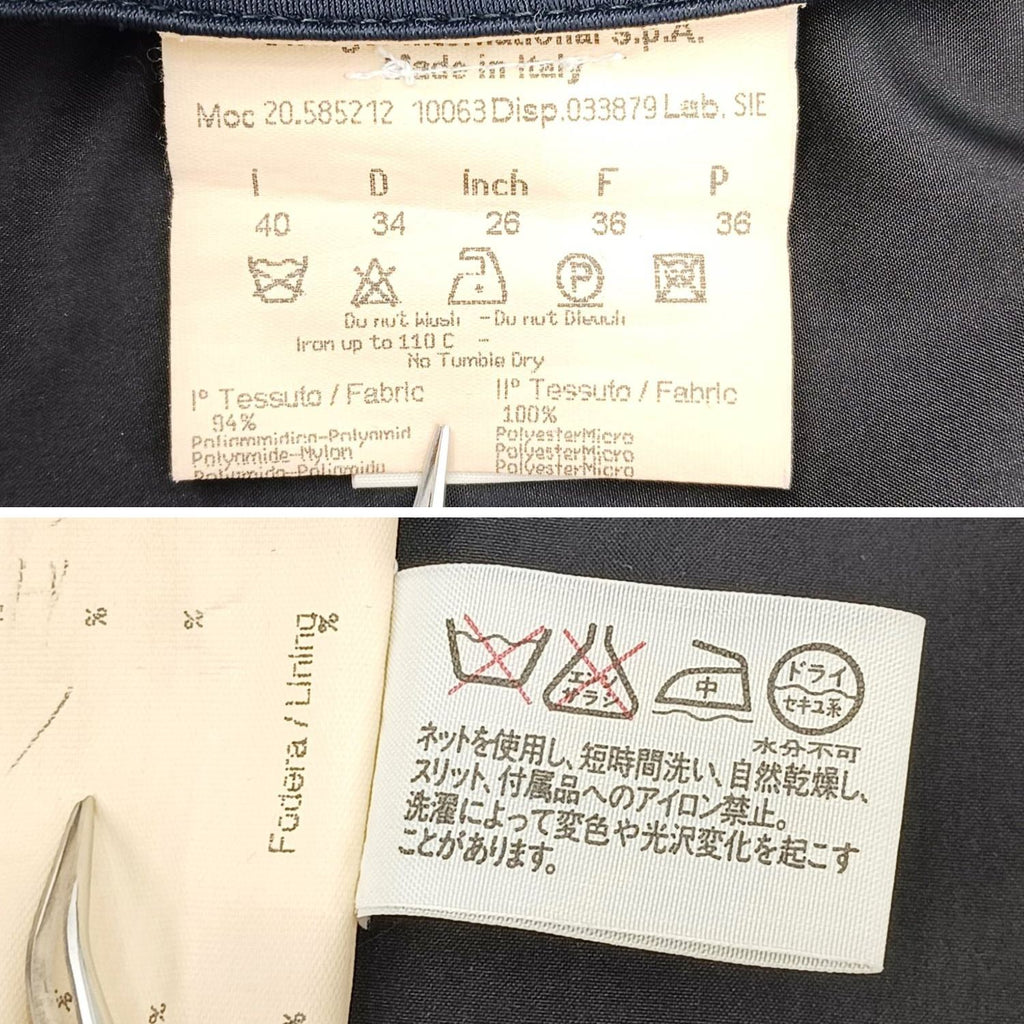 S.p.A.
Made in Italy
Moc 20.585212 10063 Disp.033879 Lab. SIE
I D Inch F P
40 34 26 36 36
P
Do not Wash - Do not Bleach
Iron up to 110 C -
No Tumble Dry
I° Tessuto / Fabric
94%
Poliammidica-Polyamid
Polyamide-Nylon
Polyamide-Poliamida
II° Tessuto / Fabric
100%
PolyesterMicro
PolyesterMicro
PolyesterMicro
% %
Fodera / Lining
%
エンソ
サラシ
中
ドライ
セキユ系
水分不可
ネットを使用し、短時間洗い、自然乾燥し、
スリット、付属品へのアイロン禁止。
洗濯によって変色や光沢変化を起こす
ことがあります。
% % %